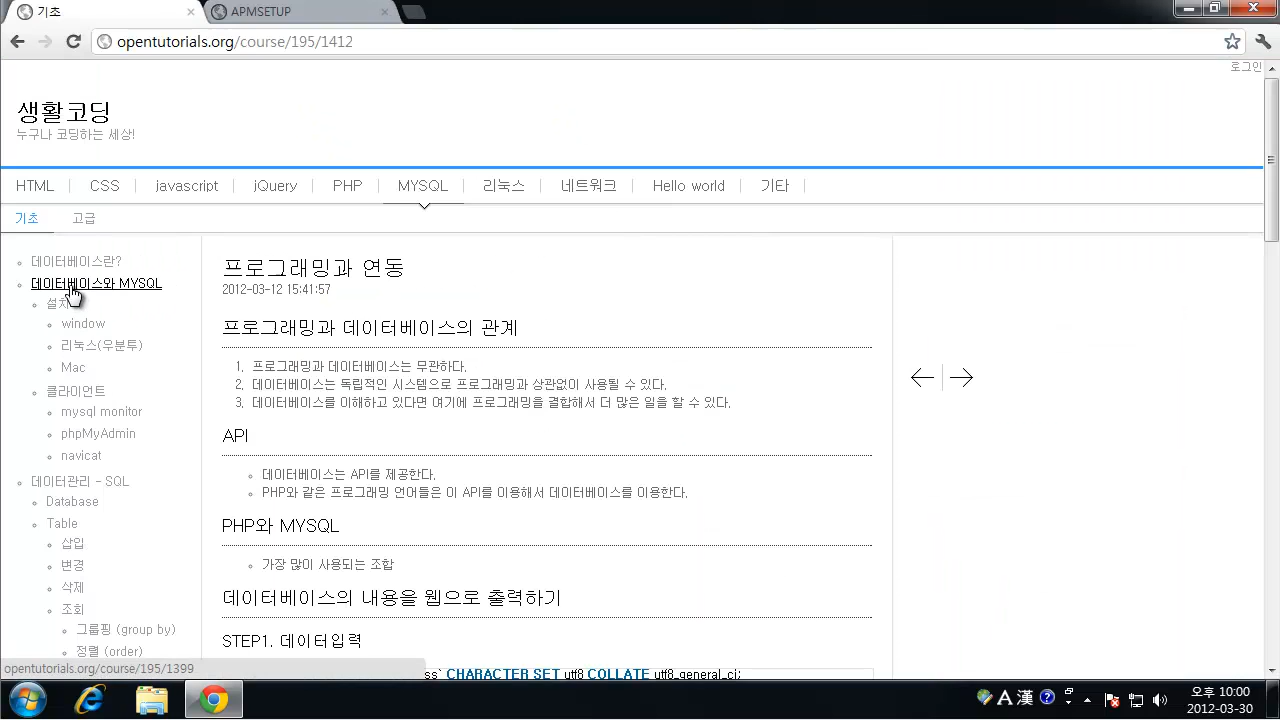 기초
APMSETUP
opentutorials.org/course/195/1412
로그인
생활코딩
누구나 코딩하는 세상!
HTML CSS javascript jQuery PHP MYSQL 리눅스 네트워크 Hello world 기타
기초 고급
데이터베이스란?
데이터베이스와 MYSQL
설치
window
리눅스(우분투)
Mac
클라이언트
mysql monitor
phpMyAdmin
navicat
데이터관리 - SQL
Database
Table
삽입
변경
삭제
조회
그룹핑 (group by)
정렬 (order)
프로그래밍과 연동
2012-03-12 15:41:57
프로그래밍과 데이터베이스의 관계
1. 프로그래밍과 데이터베이스는 무관하다.
2. 데이터베이스는 독립적인 시스템으로 프로그래밍과 상관없이 사용될 수 있다.
3. 데이터베이스를 이해하고 있다면 여기에 프로그래밍을 결합해서 더 많은 일을 할 수 있다.
API
데이터베이스는 API를 제공한다.
PHP와 같은 프로그래밍 언어들은 이 API를 이용해서 데이터베이스를 이용한다.
PHP와 MYSQL
가장 많이 사용되는 조합
데이터베이스의 내용을 웹으로 출력하기
STEP1. 데이터입력
ss` CHARACTER SET utf8 COLLATE utf8_general_ci;
opentutorials.org/course/195/1399
A 漢
오후 10:00
2012-03-30